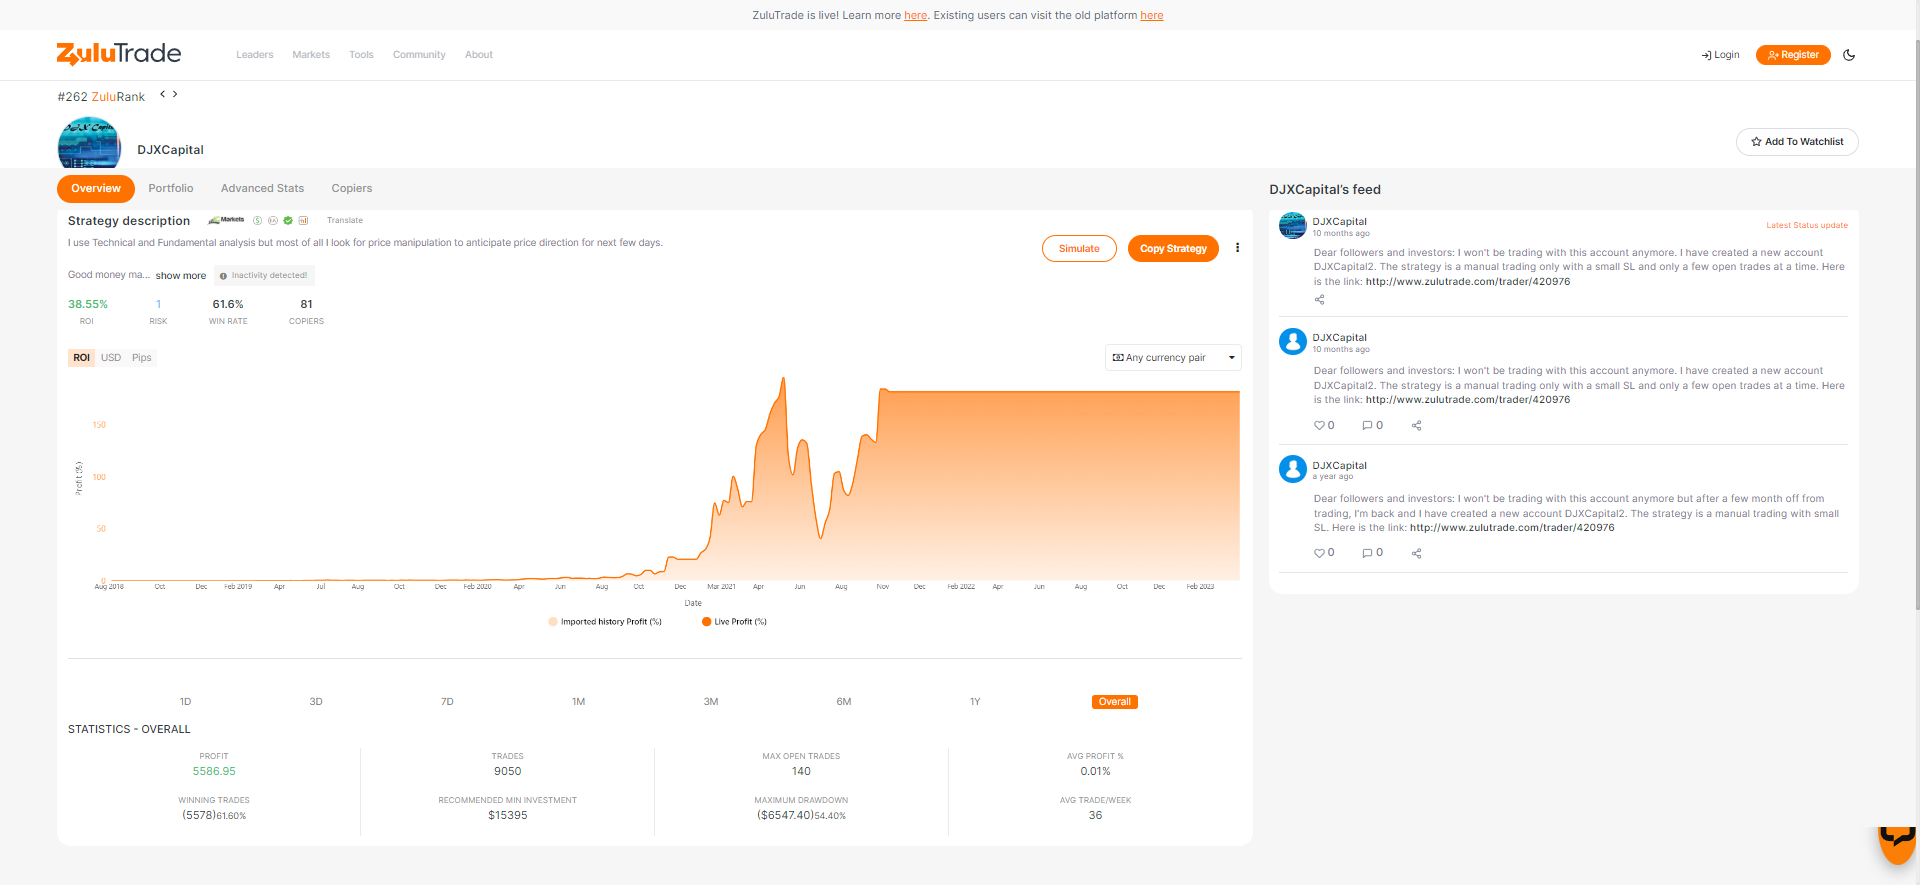 ZuluTrade is live! Learn more here. Existing users can visit the old platform here
ZuluTrade
Leaders Markets Tools Community About
Login Register
#262 ZuluRank
DJX Capital
DJXCapital
Add To Watchlist
Overview Portfolio Advanced Stats Copiers
Strategy description Markets Translate
I use Technical and Fundamental analysis but most of all I look for price manipulation to anticipate price direction for next few days.
Simulate Copy Strategy
Good money ma... show more Inactivity detected!
38.55% 1 61.6% 81
ROI RISK WIN RATE COPIERS
ROI USD Pips
Any currency pair
150
100
50
0
Profit (%)
Aug 2018 Oct Dec Feb 2019 Apr Jul Aug Oct Dec Feb 2020 Apr Jun Aug Oct Dec Mar 2021 Apr Jun Aug Nov Dec Feb 2022 Apr Jun Aug Oct Dec Feb 2023
Date
Imported history Profit (%) Live Profit (%)
1D 3D 7D 1M 3M 6M 1Y Overall
STATISTICS - OVERALL
PROFIT TRADES MAX OPEN TRADES AVG PROFIT %
5586.95 9050 140 0.01%
WINNING TRADES RECOMMENDED MIN INVESTMENT MAXIMUM DRAWDOWN AVG TRADE/WEEK
(5578)61.60% $15395 ($6547.40)54.40% 36
DJXCapital's feed
DJXCapital
10 months ago
Latest Status update
Dear followers and investors: I won't be trading with this account anymore. I have created a new account
DJXCapital2. The strategy is a manual trading only with a small SL and only a few open trades at a time. Here
is the link: http://www.zulutrade.com/trader/420976
DJXCapital
10 months ago
Dear followers and investors: I won't be trading with this account anymore. I have created a new account
DJXCapital2. The strategy is a manual trading only with a small SL and only a few open trades at a time. Here
is the link: http://www.zulutrade.com/trader/420976
0 0
DJXCapital
a year ago
Dear followers and investors: I won't be trading with this account anymore but after a few month off from
trading, I'm back and I have created a new account DJXCapital2. The strategy is a manual trading with small
SL. Here is the link: http://www.zulutrade.com/trader/420976
0 0